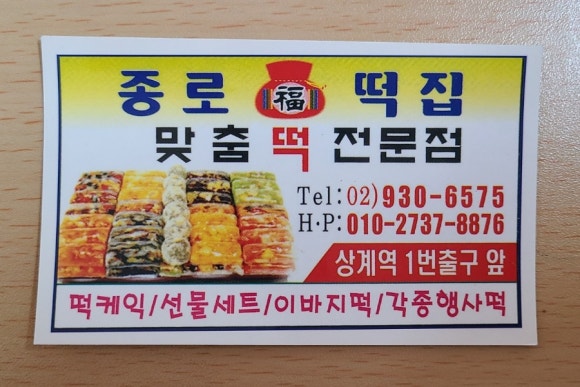 종로 福 떡집
맞춤 떡 전문점
Tel: 02) 930-6575
H·P: 010-2737-8876
상계역 1번출구 앞
떡케익/선물세트/이바지떡/각종행사떡